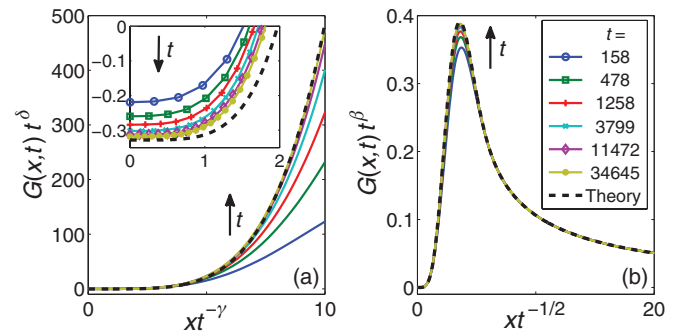 500
400
300
200
100
0
G(x,t) t^δ
0
−0.1
−0.2
−0.3
0
1
2
t
t
(a)
0
5
10
xt^−γ
0.4
0.3
0.2
0.1
0
G(x,t) t^β
t
t =
158
478
1258
3799
11472
34645
Theory
(b)
0
10
20
xt^−1/2